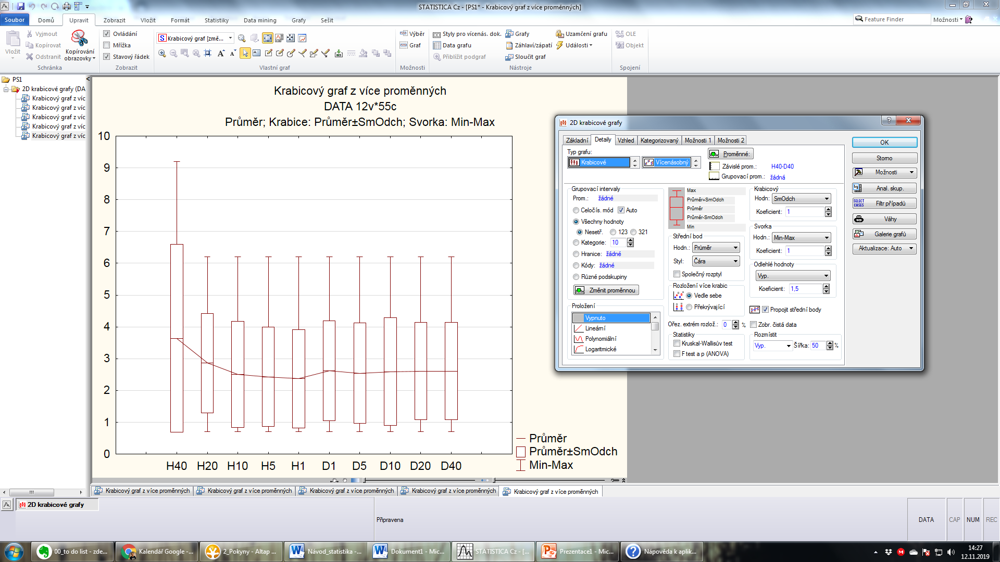 STATISTICA Cz - [PS1* - Krabicový graf z více proměnných]
Soubor Domů Upravit Zobrazit Vložit Formát Statistiky Data mining Grafy Sešit
Feature Finder Možnosti
Vložit Vyjmout Kopírovat Odstranit Kopírování obrazovky Schránka
Ovládání Mřížka Stavový řádek Zobrazit
Krabicový graf [změ...
Vlastní graf
Výběr Graf Možnosti
Styly pro vícenás. dok. Data grafu Přiblížit podgraf
Grafy Záhlaví/zápatí Sloučit graf Uzamčení grafu Události Nástroje
OLE OLE Objekt Spojení
PS1
2D krabicové grafy (DA
Krabicový graf z víc
Krabicový graf z víc
Krabicový graf z víc
Krabicový graf z víc
Krabicový graf z víc
Krabicový graf z více proměnných
DATA 12v*55c
Průměr; Krabice: Průměr±SmOdch; Svorka: Min-Max
10
9
8
7
6
5
4
3
2
1
0
H40 H20 H10 H5 H1 D1 D5 D10 D20 D40
Průměr
Průměr±SmOdch
Min-Max
2D krabicové grafy
Základní Detaily Vzhled Kategorizovaný Možnosti 1 Možnosti 2
Typ grafu:
Krabicové Vícenásobný
Proměnné:
Závislé prom.: H40-D40
Grupovací prom.: žádná
Grupovací intervaly
Prom.: žádné
Celočís. mód Auto
Všechny hodnoty
Nesetř. 123 321
Kategorie: 10
Hranice: žádné
Kódy: žádné
Různé podskupiny
Změnit proměnnou
Proložení
Vypnuto
Lineární
Polynomiální
Logaritmické
Max
Průměr+SmOdch
Průměr
Průměr-SmOdch
Min
Střední bod
Hodn.: Průměr
Styl: Čára
Společný rozptyl
Rozložení více krabic
Vedle sebe
Překrývající
Ořez. extrém rozlož.: 0 %
Statistiky
Kruskal-Wallisův test
F test a p (ANOVA)
Krabicový
Hodn: SmOdch
Koeficient: 1
Svorka
Hodn.: Min-Max
Koeficient: 1
Odlehlé hodnoty
Vyp.
Koeficient: 1,5
Propojit střední body
Zobr. čistá data
Rozmístit
Vyp. Šířka: 50 %
OK
Storno
Možnosti
Anal. skup.
SELECT CASES Filtr případů
Váhy
Galerie grafů
Aktualizace: Auto
Krabicový graf z více proměnných Krabicový graf z více proměnných Krabicový graf z více proměnných Krabicový graf z více proměnných Krabicový graf z více proměnných
2D krabicové grafy
Připravena
DATA CAP NUM REC
00_to do list - zde... Kalendář Google -... 2_Pokyny - Altap ... Návod_statistika -... Dokument1 - Mic... STATISTICA Cz - [... Prezentace1 - Mic... Nápověda k aplik...
14:27
12.11.2019